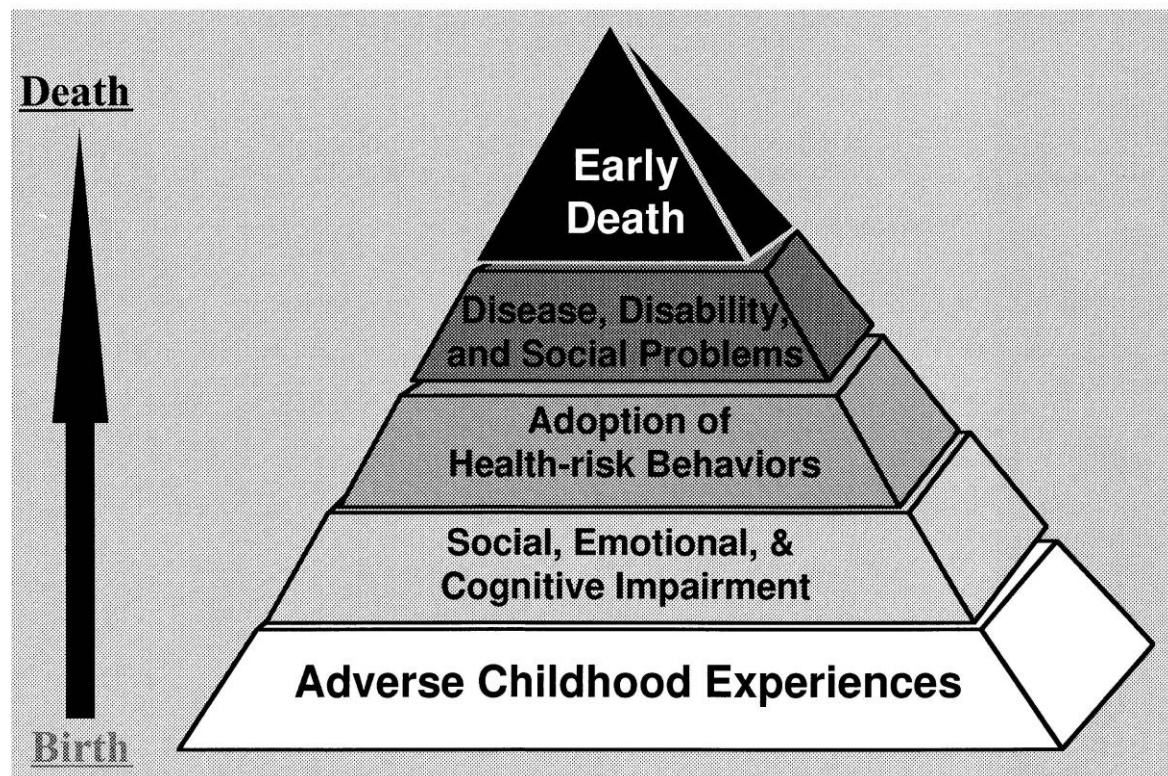 Death
Early
Death
Disease, Disability,
and Social Problems
Adoption of
Health-risk Behaviors
Social, Emotional, &
Cognitive Impairment
Adverse Childhood Experiences
Birth